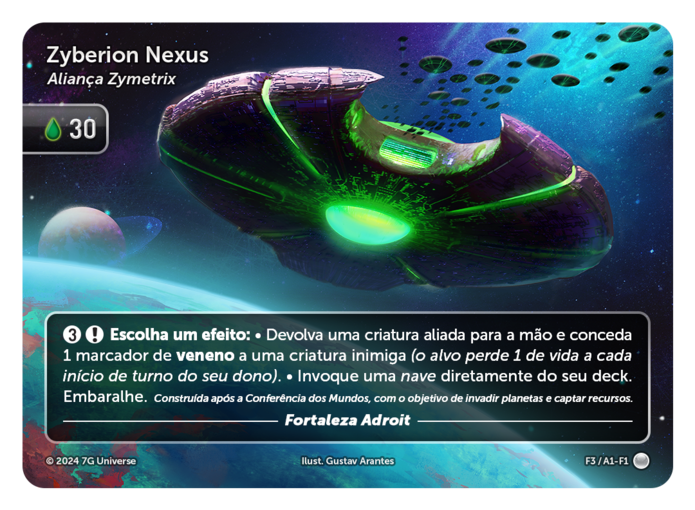 Zyberion Nexus
Aliança Zymetrix
30
3 ! Escolha um efeito: • Devolva uma criatura aliada para a mão e conceda
1 marcador de veneno a uma criatura inimiga (o alvo perde 1 de vida a cada
início de turno do seu dono). • Invoque uma nave diretamente do seu deck.
Embaralhe. Construída após a Conferência dos Mundos, com o objetivo de invadir planetas e captar recursos.
Fortaleza Adroit
© 2024 7G Universe Ilust. Gustav Arantes F3 / A1-F1